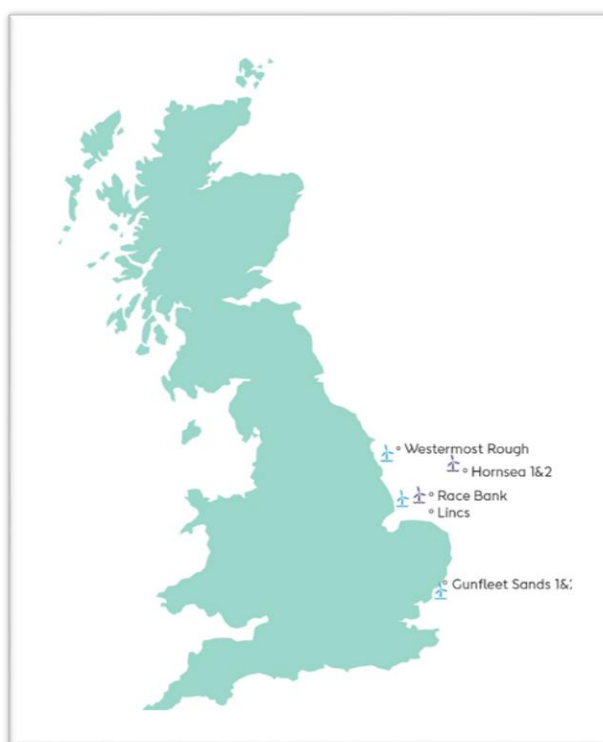 Westermost Rough
Hornsea 1&2
Race Bank
Lincs
Gunfleet Sands 1&